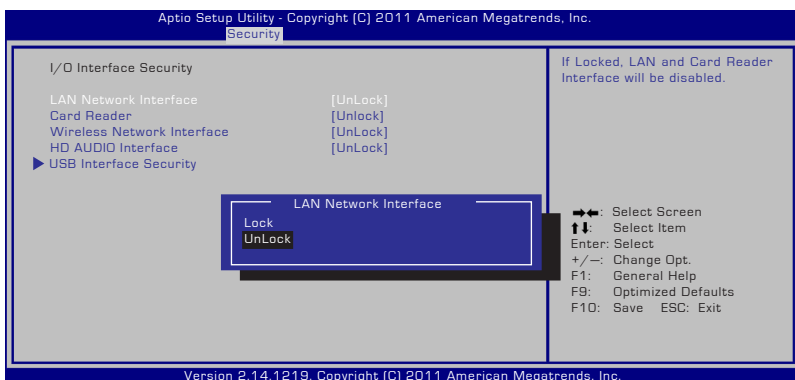 Aptio Setup Utility - Copyright (C) 2011 American Megatrends, Inc.
Security
I/O Interface Security
LAN Network Interface [UnLock]
Card Reader [Unlock]
Wireless Network Interface [UnLock]
HD AUDIO Interface [UnLock]
USB Interface Security
If Locked, LAN and Card Reader
Interface will be disabled.
LAN Network Interface
Lock
UnLock
→←: Select Screen
↑↓: Select Item
Enter: Select
+/—: Change Opt.
F1: General Help
F9: Optimized Defaults
F10: Save ESC: Exit
Version 2.14.1219. Copyright (C) 2011 American Megatrends, Inc.